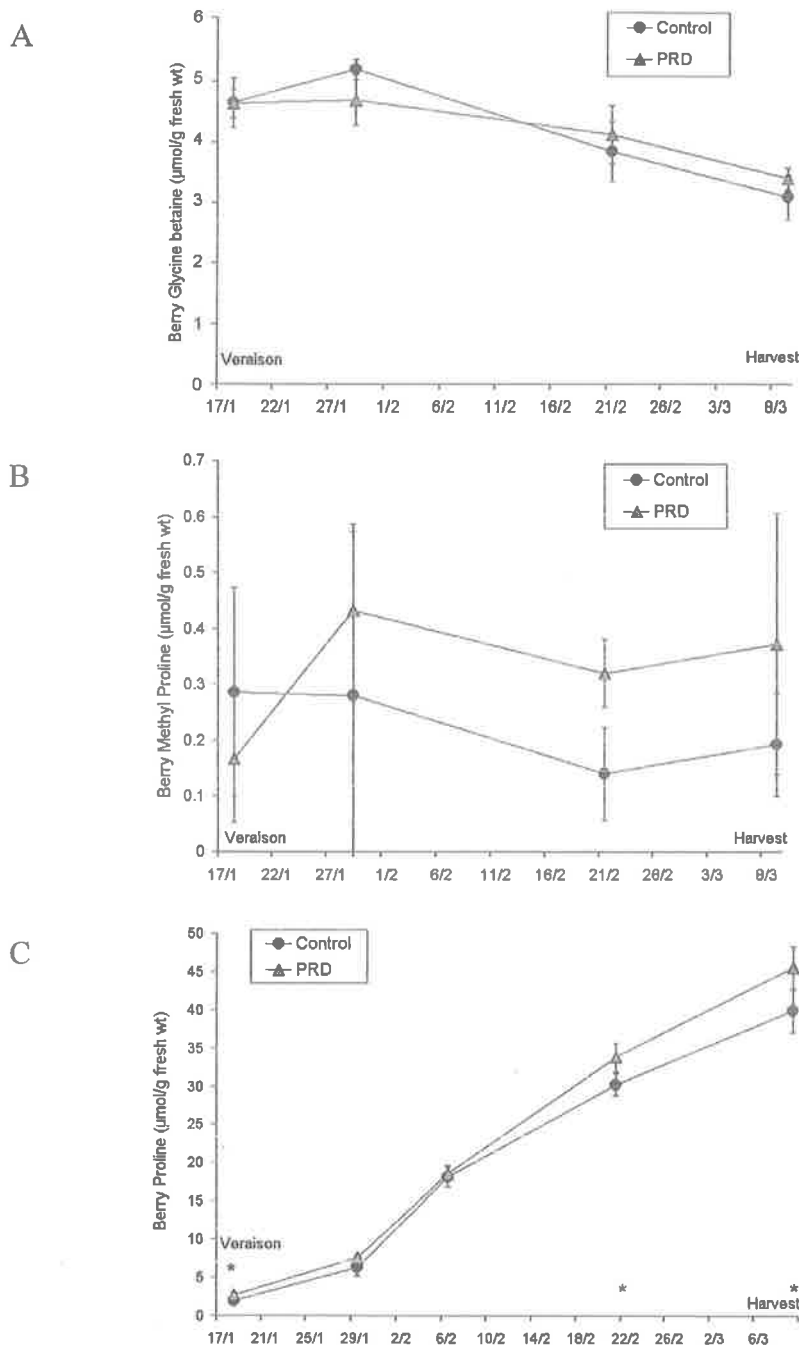 A
Berry Glycine betaine (µmol/g fresh wt)
6
5
4
3
2
1
0
Control
PRD
Veraison
Harvest
17/1 22/1 27/1 1/2 6/2 11/2 16/2 21/2 26/2 3/3 8/3
B
Berry Methyl Proline (µmol/g fresh wt)
0.7
0.6
0.5
0.4
0.3
0.2
0.1
0
Control
PRD
Veraison
Harvest
17/1 22/1 27/1 1/2 6/2 11/2 16/2 21/2 26/2 3/3 8/3
C
Berry Proline (µmol/g fresh wt)
50
45
40
35
30
25
20
15
10
5
0
Control
PRD
Veraison
*
*
*
Harvest
17/1 21/1 25/1 29/1 2/2 6/2 10/2 14/2 18/2 22/2 26/2 2/3 6/3